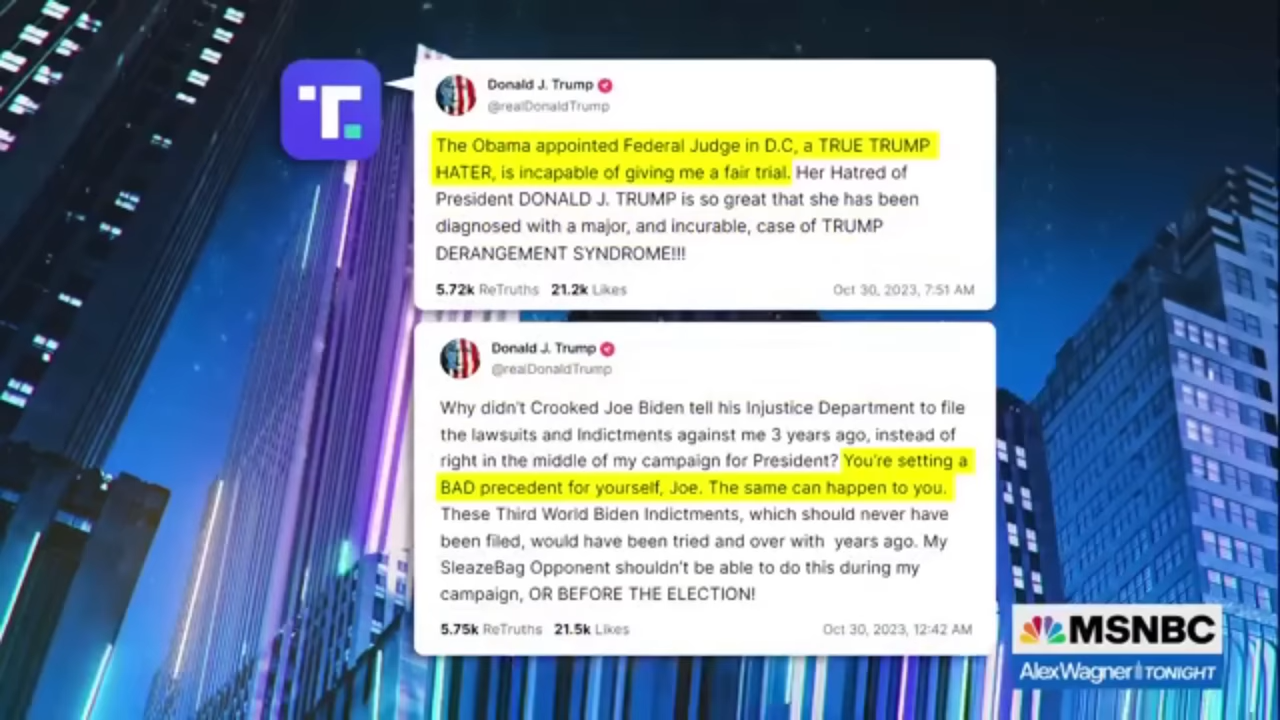 T.
Donald J. Trump
@realDonaldTrump
The Obama appointed Federal Judge in D.C, a TRUE TRUMP
HATER, is incapable of giving me a fair trial. Her Hatred of
President DONALD J. TRUMP is so great that she has been
diagnosed with a major, and incurable, case of TRUMP
DERANGEMENT SYNDROME!!!
5.72k ReTruths 21.2k Likes Oct 30, 2023, 7:51 AM
Donald J. Trump
@realDonaldTrump
Why didn't Crooked Joe Biden tell his Injustice Department to file
the lawsuits and Indictments against me 3 years ago, instead of
right in the middle of my campaign for President? You're setting a
BAD precedent for yourself, Joe. The same can happen to you.
These Third World Biden Indictments, which should never have
been filed, would have been tried and over with  years ago. My
SleazeBag Opponent shouldn't be able to do this during my
campaign, OR BEFORE THE ELECTION!
5.75k ReTruths 21.5k Likes Oct 30, 2023, 12:42 AM
MSNBC
AlexWagner TONIGHT